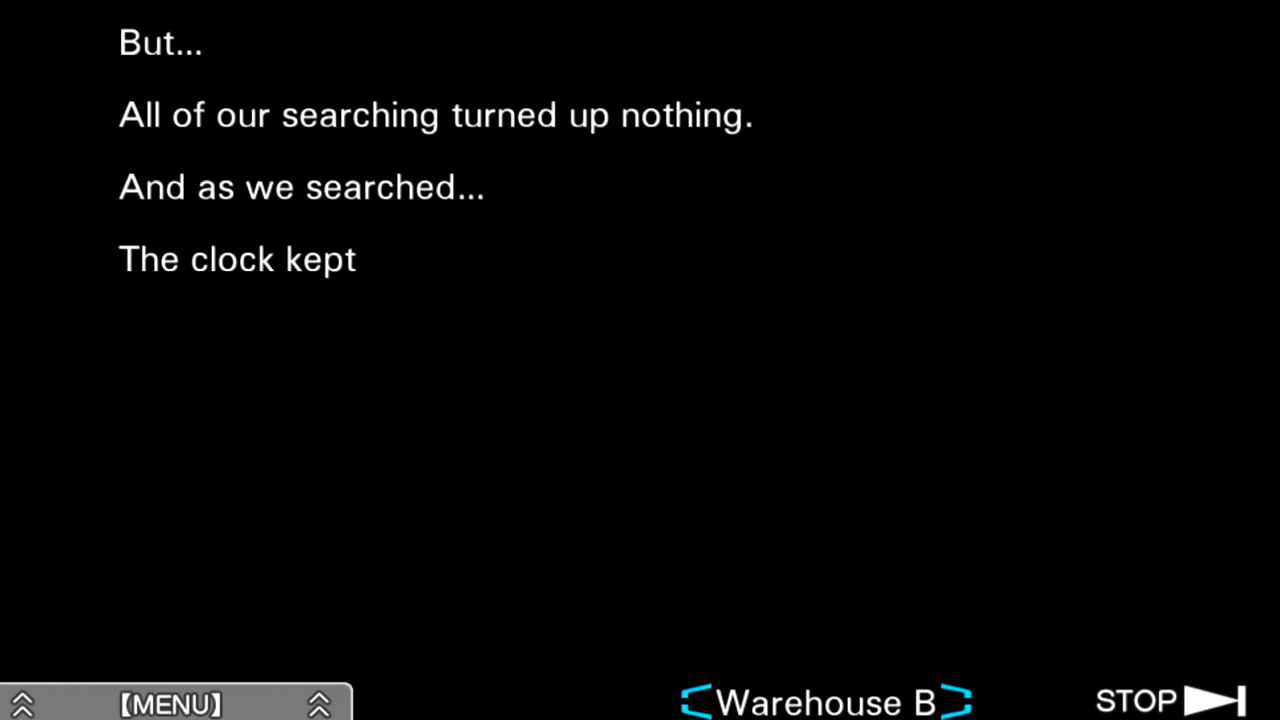 But...
All of our searching turned up nothing.
And as we searched...
The clock kept
【MENU】
Warehouse B
STOP